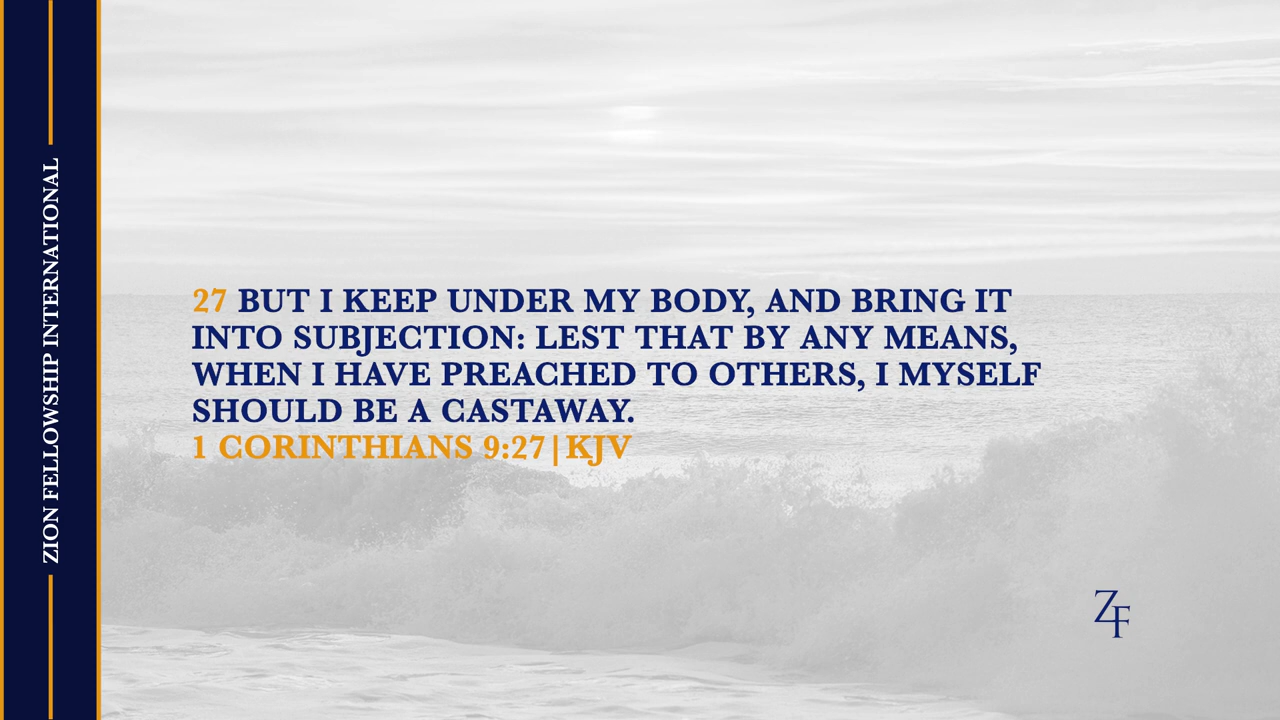 ZION FELLOWSHIP INTERNATIONAL
27 BUT I KEEP UNDER MY BODY, AND BRING IT
INTO SUBJECTION: LEST THAT BY ANY MEANS,
WHEN I HAVE PREACHED TO OTHERS, I MYSELF
SHOULD BE A CASTAWAY.
1 CORINTHIANS 9:27|KJV
ZF